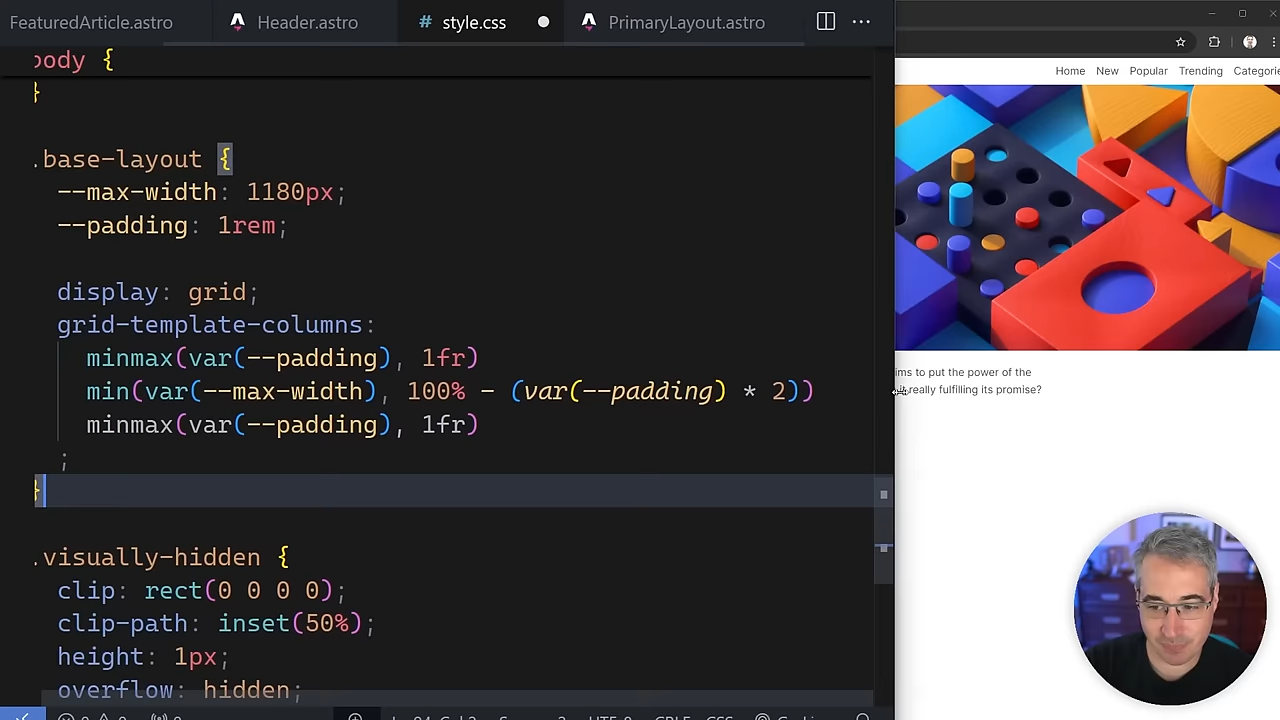 FeaturedArticle.astro Header.astro # style.css PrimaryLayout.astro
body {
}
.base-layout {
--max-width: 1180px;
--padding: 1rem;
display: grid;
grid-template-columns:
minmax(var(--padding), 1fr)
min(var(--max-width), 100% - (var(--padding) * 2))
minmax(var(--padding), 1fr)
;
}
.visually-hidden {
clip: rect(0 0 0 0);
clip-path: inset(50%);
height: 1px;
overflow: hidden;
Home New Popular Trending Categorie
ims to put the power of the
really fulfilling its promise?